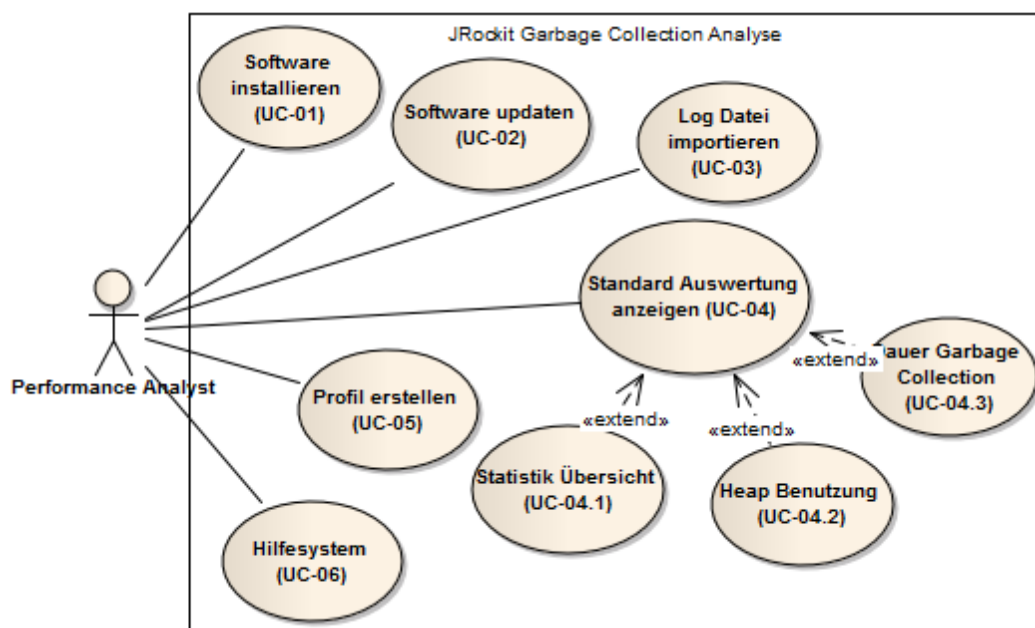 JRockit Garbage Collection Analyse
Software
installieren
(UC-01)
Software updaten
(UC-02)
Log Datei
importieren
(UC-03)
Standard Auswertung
anzeigen (UC-04)
Performance Analyst
«extend»
auer Garbage
Collection
(UC-04.3)
Profil erstellen
(UC-05)
«extend»
«extend»
Statistik Übersicht
(UC-04.1)
Heap Benutzung
(UC-04.2)
Hilfesystem
(UC-06)